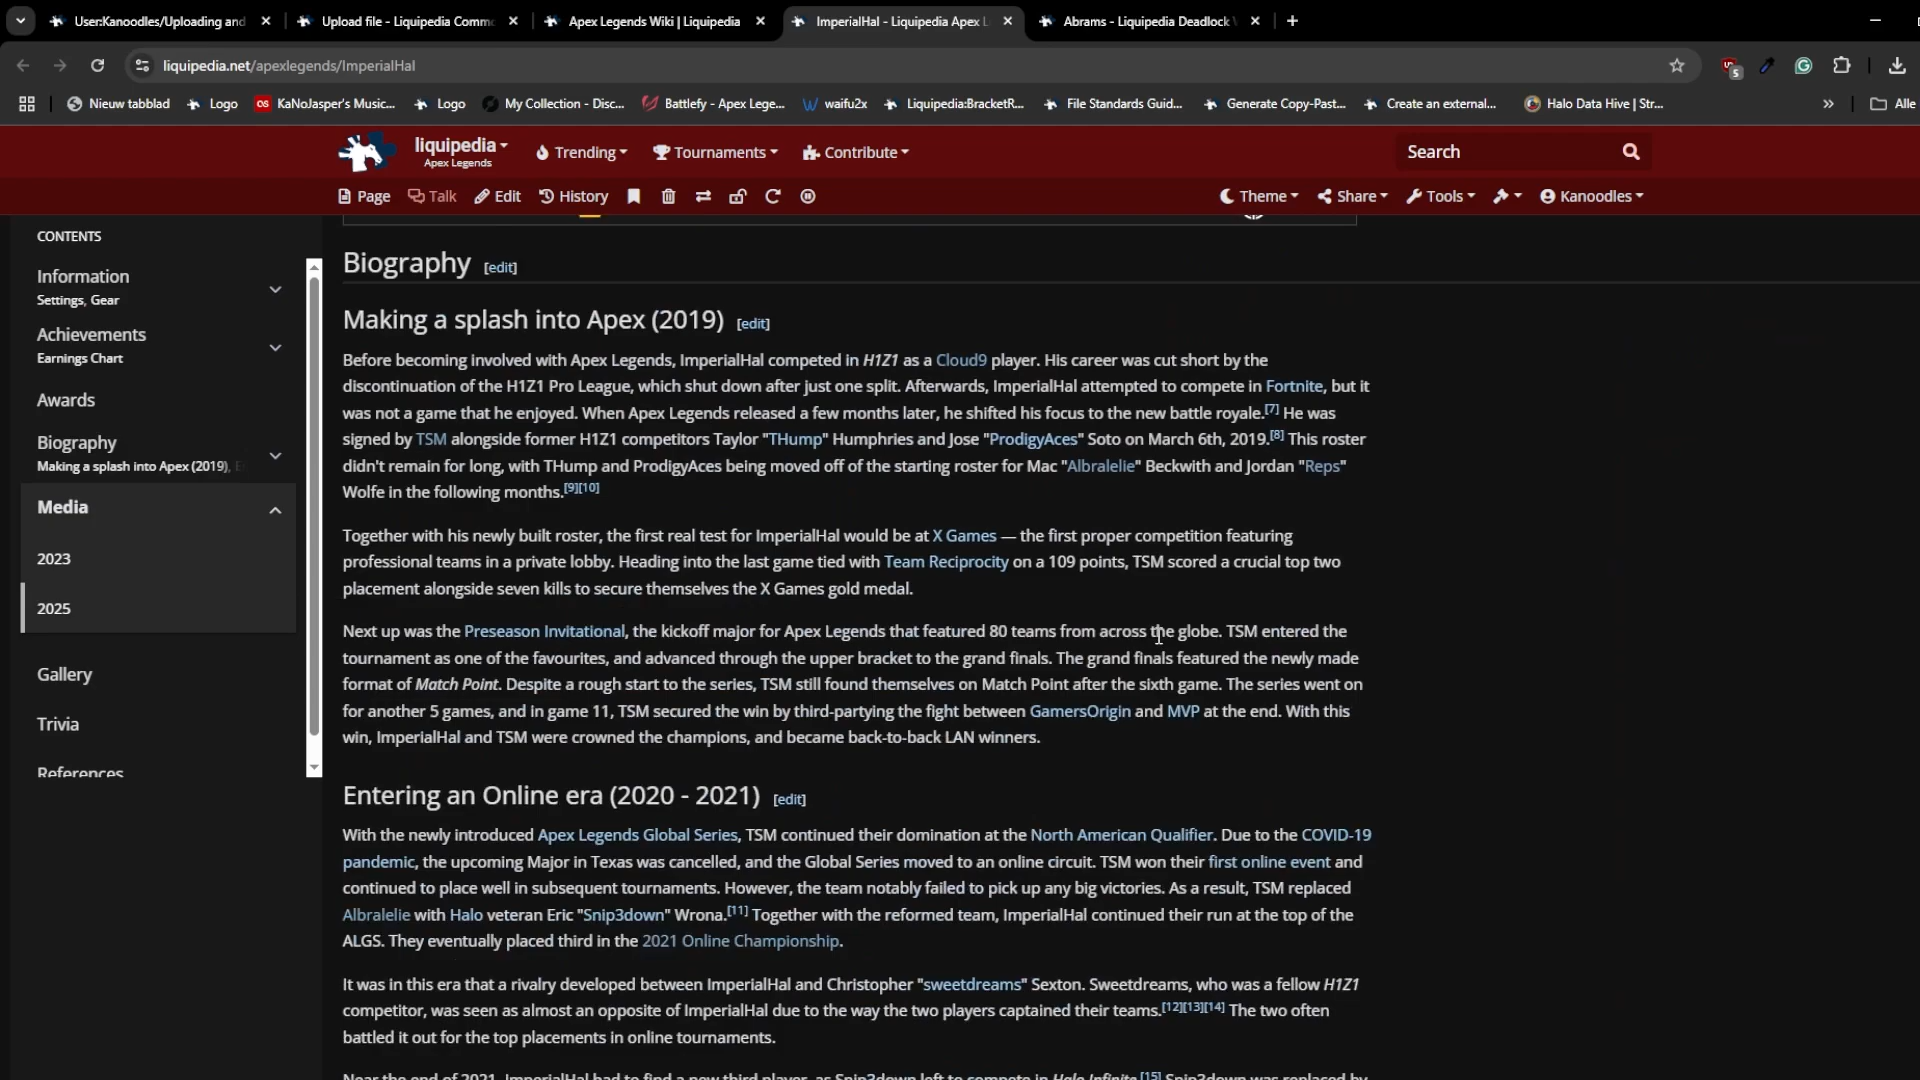 User:Kanoodles/Uploading and
Upload file - Liquipedia Commo
Apex Legends Wiki | Liquipedia
ImperialHal - Liquipedia Apex L
Abrams - Liquipedia Deadlock
liquipedia.net/apexlegends/ImperialHal
5
Nieuw tabblad
Logo
KaNoJasper's Music...
Logo
My Collection - Disc...
Battlefy - Apex Lege...
waifu2x
Liquipedia:BracketR...
File Standards Guid...
Generate Copy-Past...
Create an external...
Halo Data Hive | Str...
»
Alle
liquipedia
Apex Legends
Trending
Tournaments
Contribute
Search
Page
Talk
Edit
History
Theme
Share
Tools
Kanoodles
CONTENTS
Information
Settings, Gear
Achievements
Earnings Chart
Awards
Biography
Making a splash into Apex (2019),
Media
2023
2025
Gallery
Trivia
References
Biography [edit]
Making a splash into Apex (2019) [edit]
Before becoming involved with Apex Legends, ImperialHal competed in H1Z1 as a Cloud9 player. His career was cut short by the
discontinuation of the H1Z1 Pro League, which shut down after just one split. Afterwards, ImperialHal attempted to compete in Fortnite, but it
was not a game that he enjoyed. When Apex Legends released a few months later, he shifted his focus to the new battle royale.[7] He was
signed by TSM alongside former H1Z1 competitors Taylor "THump" Humphries and Jose "ProdigyAces" Soto on March 6th, 2019.[8] This roster
didn't remain for long, with THump and ProdigyAces being moved off of the starting roster for Mac "Albralelie" Beckwith and Jordan "Reps"
Wolfe in the following months.[9][10]
Together with his newly built roster, the first real test for ImperialHal would be at X Games — the first proper competition featuring
professional teams in a private lobby. Heading into the last game tied with Team Reciprocity on a 109 points, TSM scored a crucial top two
placement alongside seven kills to secure themselves the X Games gold medal.
Next up was the Preseason Invitational, the kickoff major for Apex Legends that featured 80 teams from across the globe. TSM entered the
tournament as one of the favourites, and advanced through the upper bracket to the grand finals. The grand finals featured the newly made
format of Match Point. Despite a rough start to the series, TSM still found themselves on Match Point after the sixth game. The series went on
for another 5 games, and in game 11, TSM secured the win by third-partying the fight between GamersOrigin and MVP at the end. With this
win, ImperialHal and TSM were crowned the champions, and became back-to-back LAN winners.
Entering an Online era (2020 - 2021) [edit]
With the newly introduced Apex Legends Global Series, TSM continued their domination at the North American Qualifier. Due to the COVID-19
pandemic, the upcoming Major in Texas was cancelled, and the Global Series moved to an online circuit. TSM won their first online event and
continued to place well in subsequent tournaments. However, the team notably failed to pick up any big victories. As a result, TSM replaced
Albralelie with Halo veteran Eric "Snip3down" Wrona.[11] Together with the reformed team, ImperialHal continued their run at the top of the
ALGS. They eventually placed third in the 2021 Online Championship.
It was in this era that a rivalry developed between ImperialHal and Christopher "sweetdreams" Sexton. Sweetdreams, who was a fellow H1Z1
competitor, was seen as almost an opposite of ImperialHal due to the way the two players captained their teams.[12][13][14] The two often
battled it out for the top placements in online tournaments.
Near the end of 2021, ImperialHal had to find a new third player, as Snip3down left to compete in Halo Infinite.[15] Snip3down was replaced by